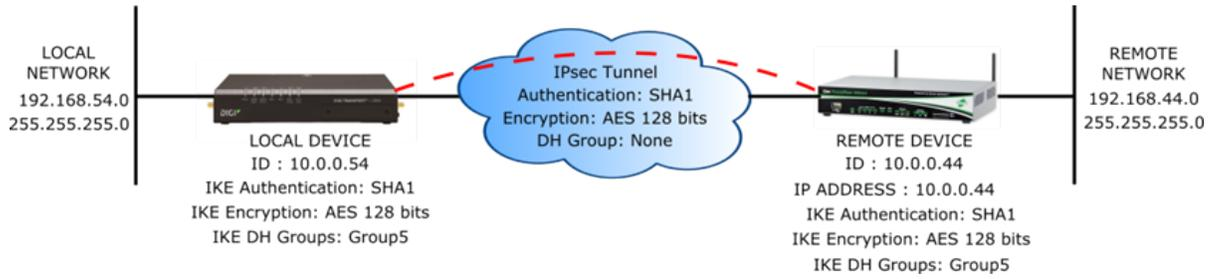 LOCAL
NETWORK
192.168.54.0
255.255.255.0
DIGI
LOCAL DEVICE
ID : 10.0.0.54
IKE Authentication: SHA1
IKE Encryption: AES 128 bits
IKE DH Groups: Group5
IPsec Tunnel
Authentication: SHA1
Encryption: AES 128 bits
DH Group: None
REMOTE DEVICE
ID : 10.0.0.44
IP ADDRESS : 10.0.0.44
IKE Authentication: SHA1
IKE Encryption: AES 128 bits
IKE DH Groups: Group5
REMOTE
NETWORK
192.168.44.0
255.255.255.0